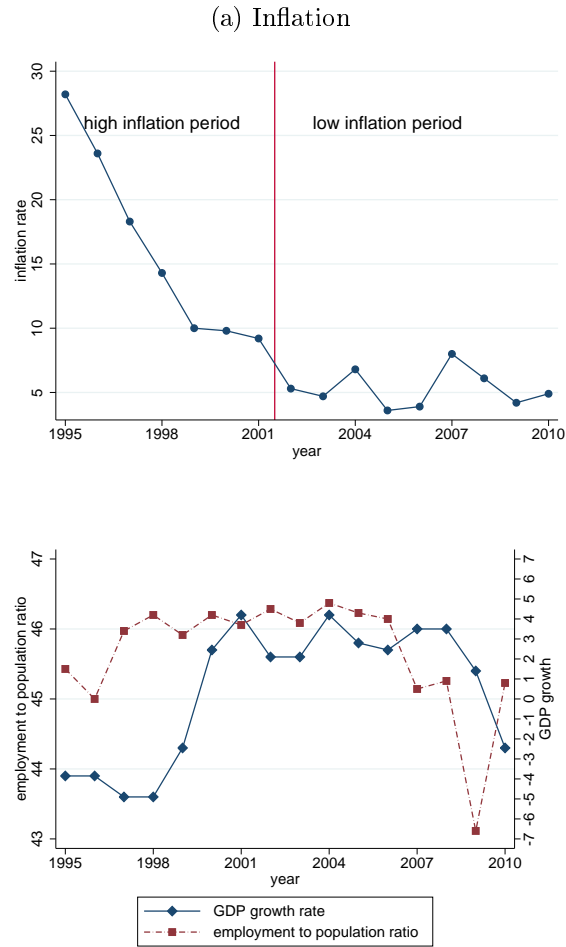 (a) Inflation
30
25
20
15
10
5
inflation rate
high inflation period
low inflation period
1995 1998 2001 2004 2007 2010
year
47
46
45
44
43
employment to population ratio
7
6
5
4
3
2
1
0
-1
-2
-3
-4
-5
-6
-7
GDP growth
1995 1998 2001 2004 2007 2010
year
GDP growth rate
employment to population ratio